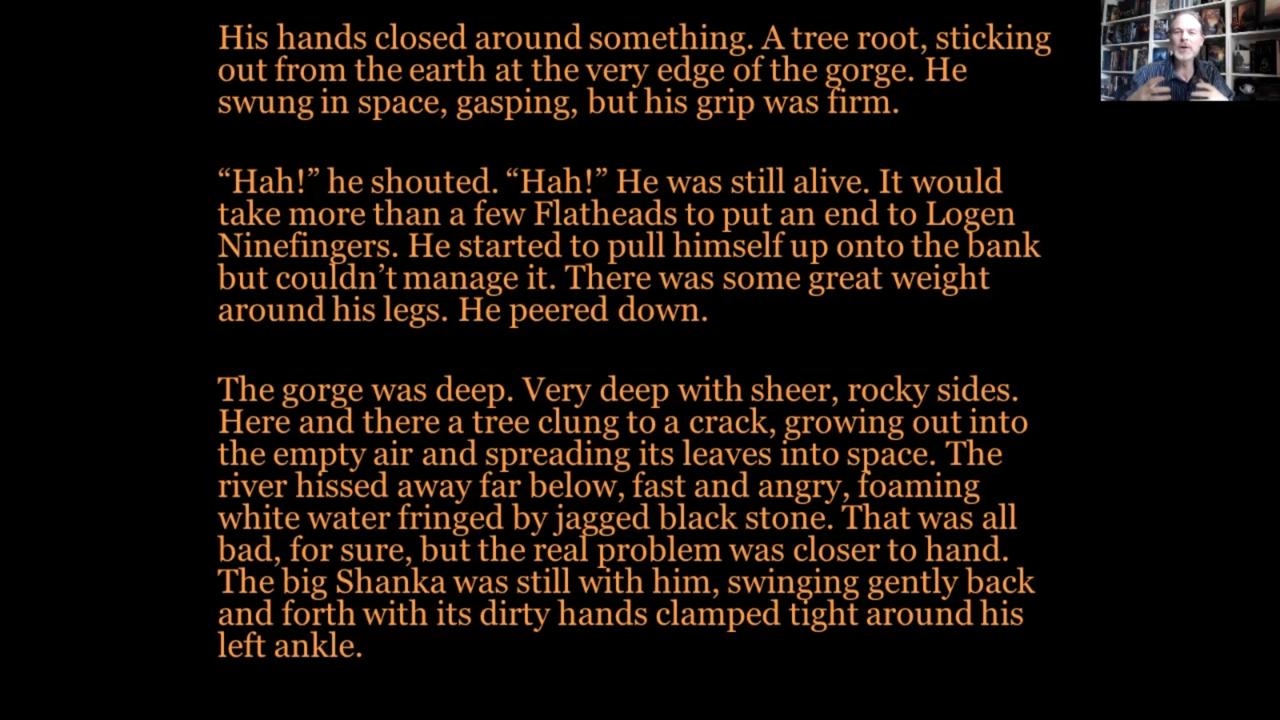 His hands closed around something. A tree root, sticking
out from the earth at the very edge of the gorge. He
swung in space, gasping, but his grip was firm.
“Hah!” he shouted. “Hah!” He was still alive. It would
take more than a few Flatheads to put an end to Logen
Ninefingers. He started to pull himself up onto the bank
but couldn’t manage it. There was some great weight
around his legs. He peered down.
The gorge was deep. Very deep with sheer, rocky sides.
Here and there a tree clung to a crack, growing out into
the empty air and spreading its leaves into space. The
river hissed away far below, fast and angry, foaming
white water fringed by jagged black stone. That was all
bad, for sure, but the real problem was closer to hand.
The big Shanka was still with him, swinging gently back
and forth with its dirty hands clamped tight around his
left ankle.